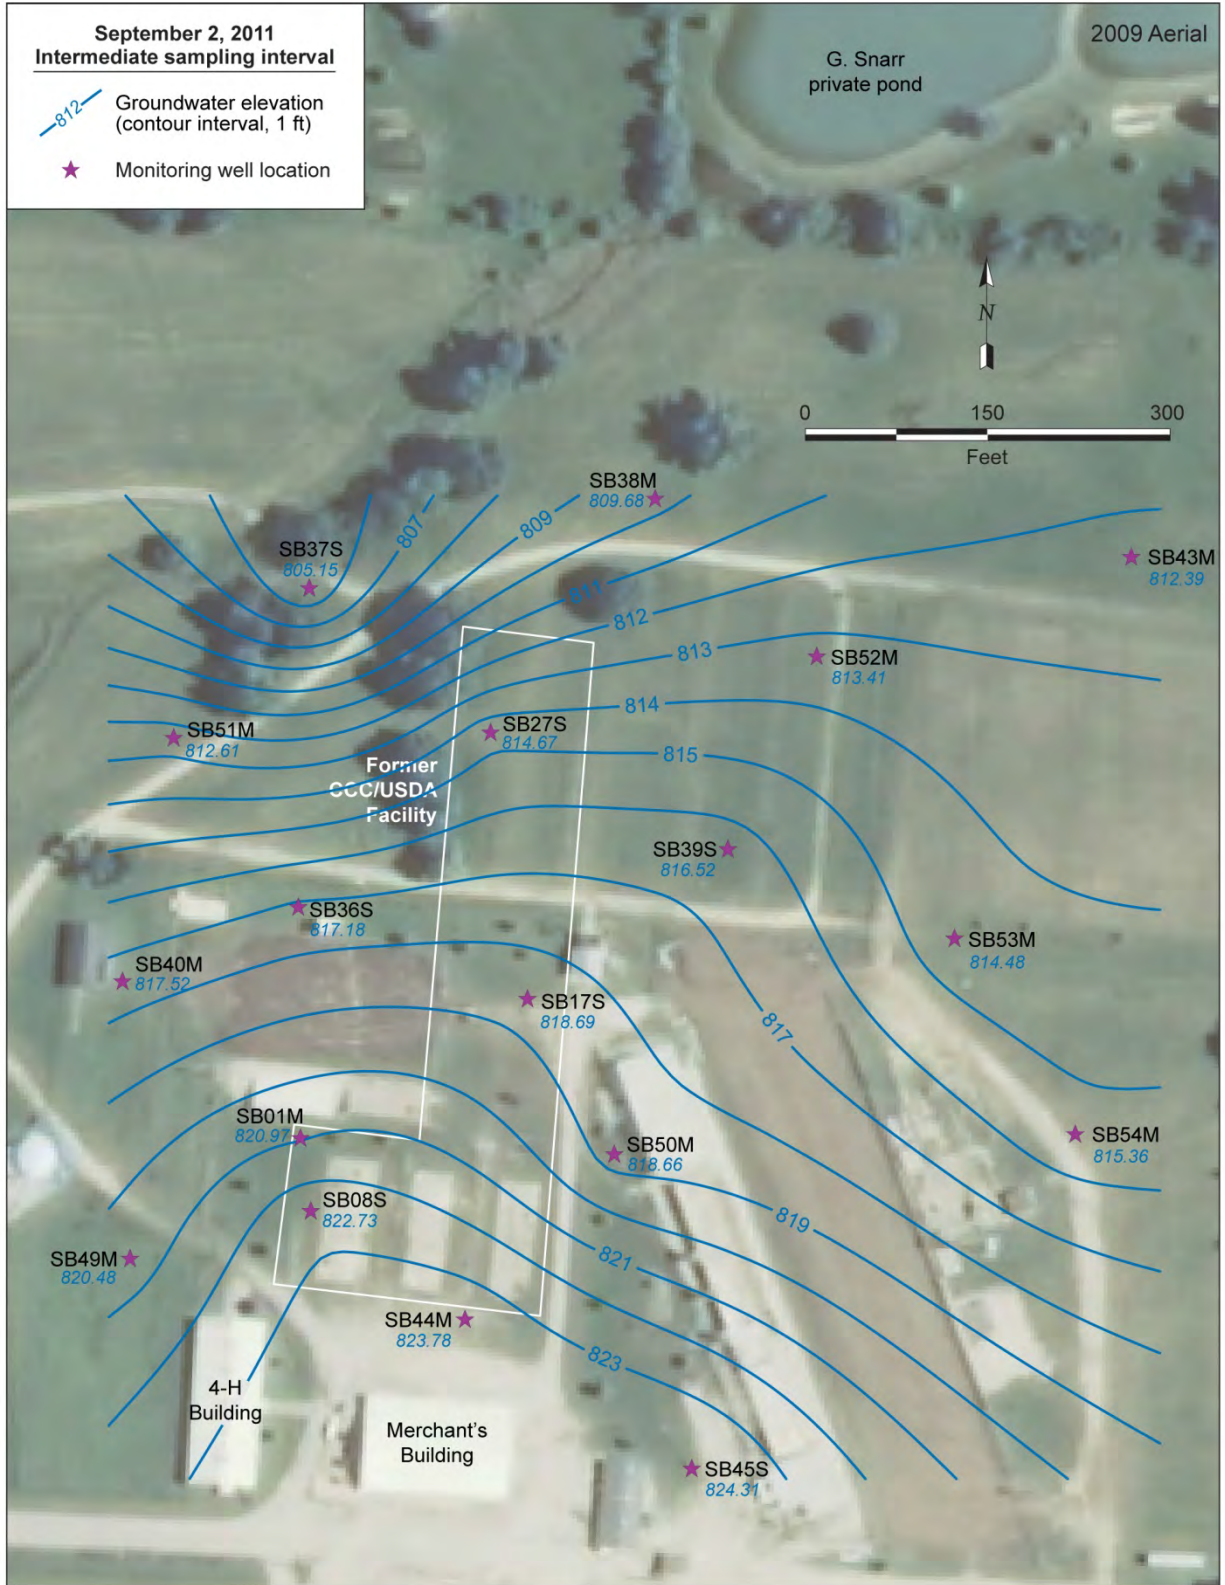 September 2, 2011
Intermediate sampling interval
812
Groundwater elevation
(contour interval, 1 ft)
Monitoring well location
2009 Aerial
G. Snarr
private pond
N
0 150 300
Feet
SB38M
809.68
809
807
SB37S
805.15
SB43M
812.39
811
812
813
SB52M
813.41
814
SB51M
812.61
SB27S
814.67
815
Former
CCC/USDA
Facility
SB39S
816.52
SB36S
817.18
SB53M
814.48
SB40M
817.52
SB17S
818.69
817
SB01M
820.97
SB50M
818.66
SB54M
815.36
SB08S
822.73
819
SB49M
820.48
821
SB44M
823.78
823
4-H
Building
Merchant's
Building
SB45S
824.31